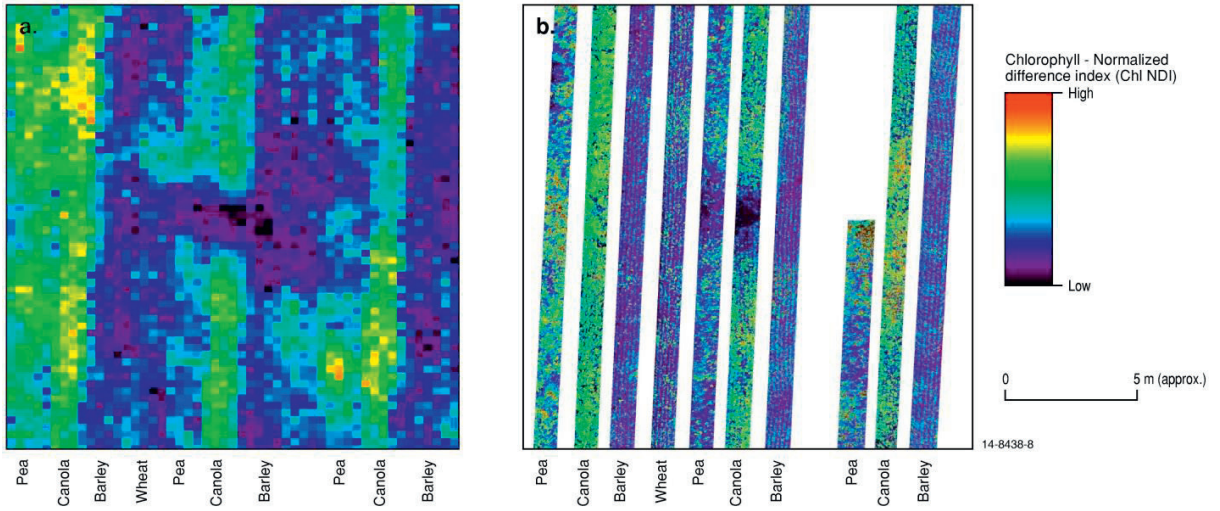 a.
b.
Chlorophyll - Normalized
difference index (Chl NDI)
High
Low
0
5 m (approx.)
14-8438-8
Pea
Canola
Barley
Wheat
Pea
Canola
Barley
Pea
Canola
Barley
Pea
Canola
Barley
Wheat
Pea
Canola
Barley
Pea
Canola
Barley